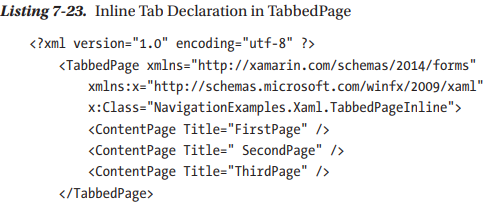 Listing 7-23. Inline Tab Declaration in TabbedPage
<?xml version="1.0" encoding="utf-8" ?>
<TabbedPage xmlns="http://xamarin.com/schemas/2014/forms"
xmlns:x="http://schemas.microsoft.com/winfx/2009/xaml"
x:Class="NavigationExamples.Xaml.TabbedPageInline">
<ContentPage Title="FirstPage" />
<ContentPage Title=" SecondPage" />
<ContentPage Title="ThirdPage" />
</TabbedPage>